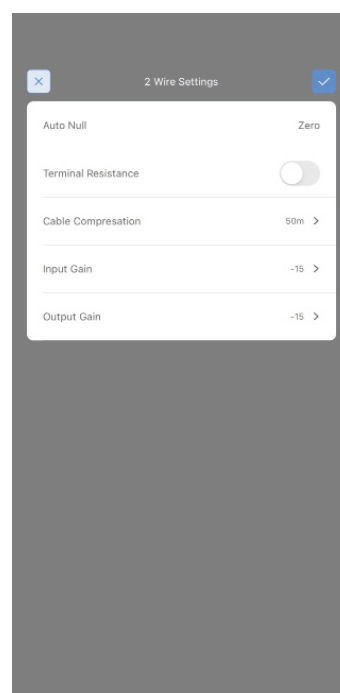 2 Wire Settings
Auto Null Zero
Terminal Resistance
Cable Compresation 50m >
Input Gain -15 >
Output Gain -15 >